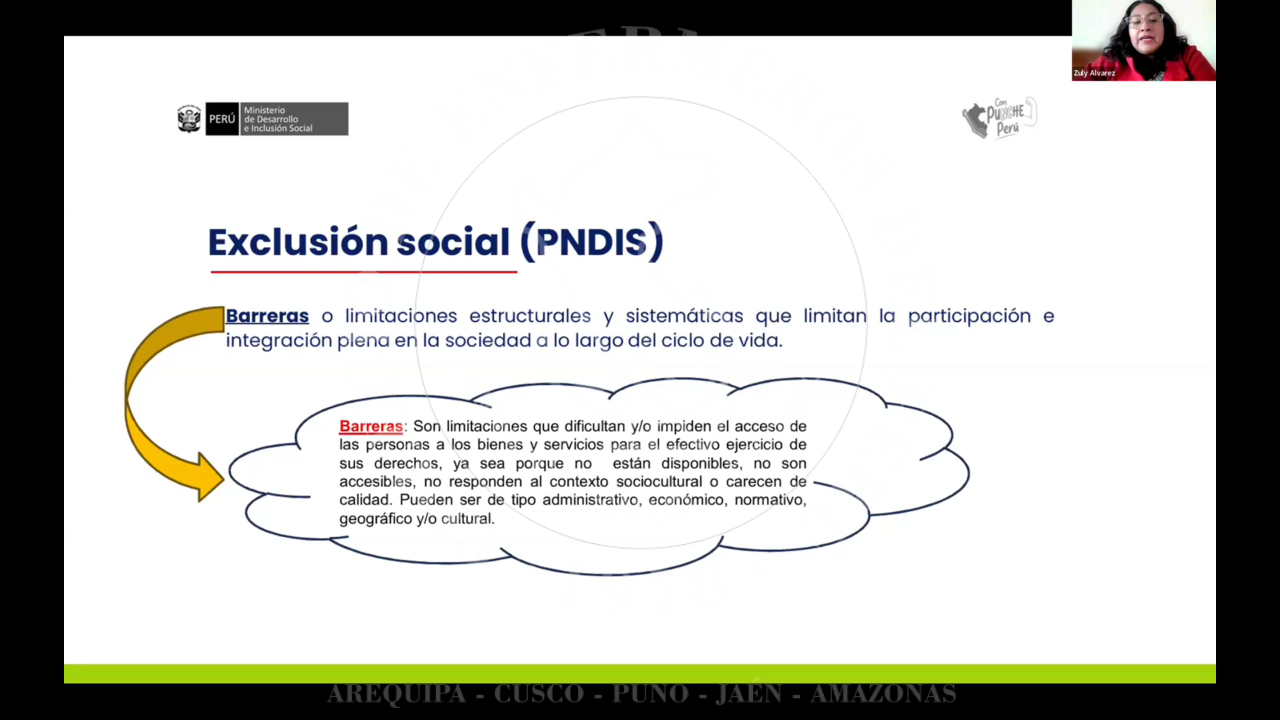 Zuly Alvarez
PERÚ
Ministerio
de Desarrollo
e Inclusión Social
Con
PUNCHE
Perú
Exclusión social (PNDIS)
Barreras o limitaciones estructurales y sistemáticas que limitan la participación e
integración plena en la sociedad a lo largo del ciclo de vida.
Barreras: Son limitaciones que dificultan y/o impiden el acceso de
las personas a los bienes y servicios para el efectivo ejercicio de
sus derechos, ya sea porque no están disponibles, no son
accesibles, no responden al contexto sociocultural o carecen de
calidad. Pueden ser de tipo administrativo, económico, normativo,
geográfico y/o cultural.
AREQUIPA - CUSCO - PUNO - JAÉN - AMAZONAS